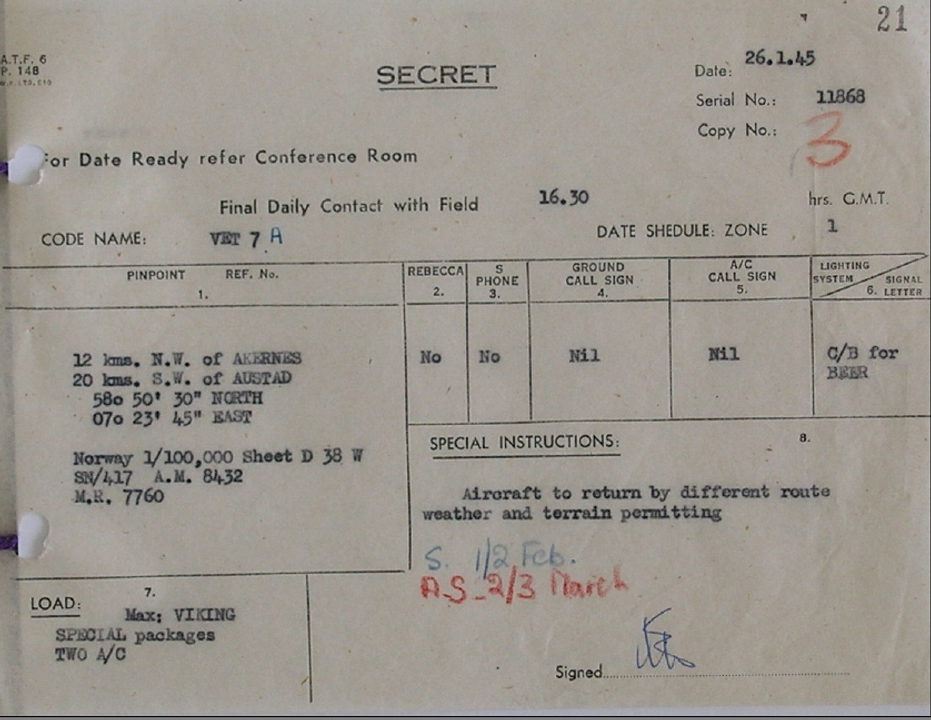 21
A.T.F. 6
P. 148
SECRET
Date: 26.1.45
Serial No.: 11868
Copy No.: 3
For Date Ready refer Conference Room
Final Daily Contact with Field 16.30 hrs. G.M.T.
CODE NAME: VET 7 A DATE SHEDULE: ZONE 1
PINPOINT REF. No.
1.
REBECCA
2.
S
PHONE
3.
GROUND
CALL SIGN
4.
A/C
CALL SIGN
5.
LIGHTING
SYSTEM SIGNAL
6. LETTER
12 kms. N.W. of AKERNES
20 kms. S.W. of AUSTAD
58o 50' 30" NORTH
07o 23' 45" EAST
Norway 1/100,000 Sheet D 38 W
SN/417 A.M. 8432
M.R. 7760
No
No
Nil
Nil
C/B for
BEER
SPECIAL INSTRUCTIONS: 8.
Aircraft to return by different route
weather and terrain permitting
S. 1/2 Feb.
A.S. 2/3 March
LOAD: 7.
Max; VIKING
SPECIAL packages
TWO A/C
Signed